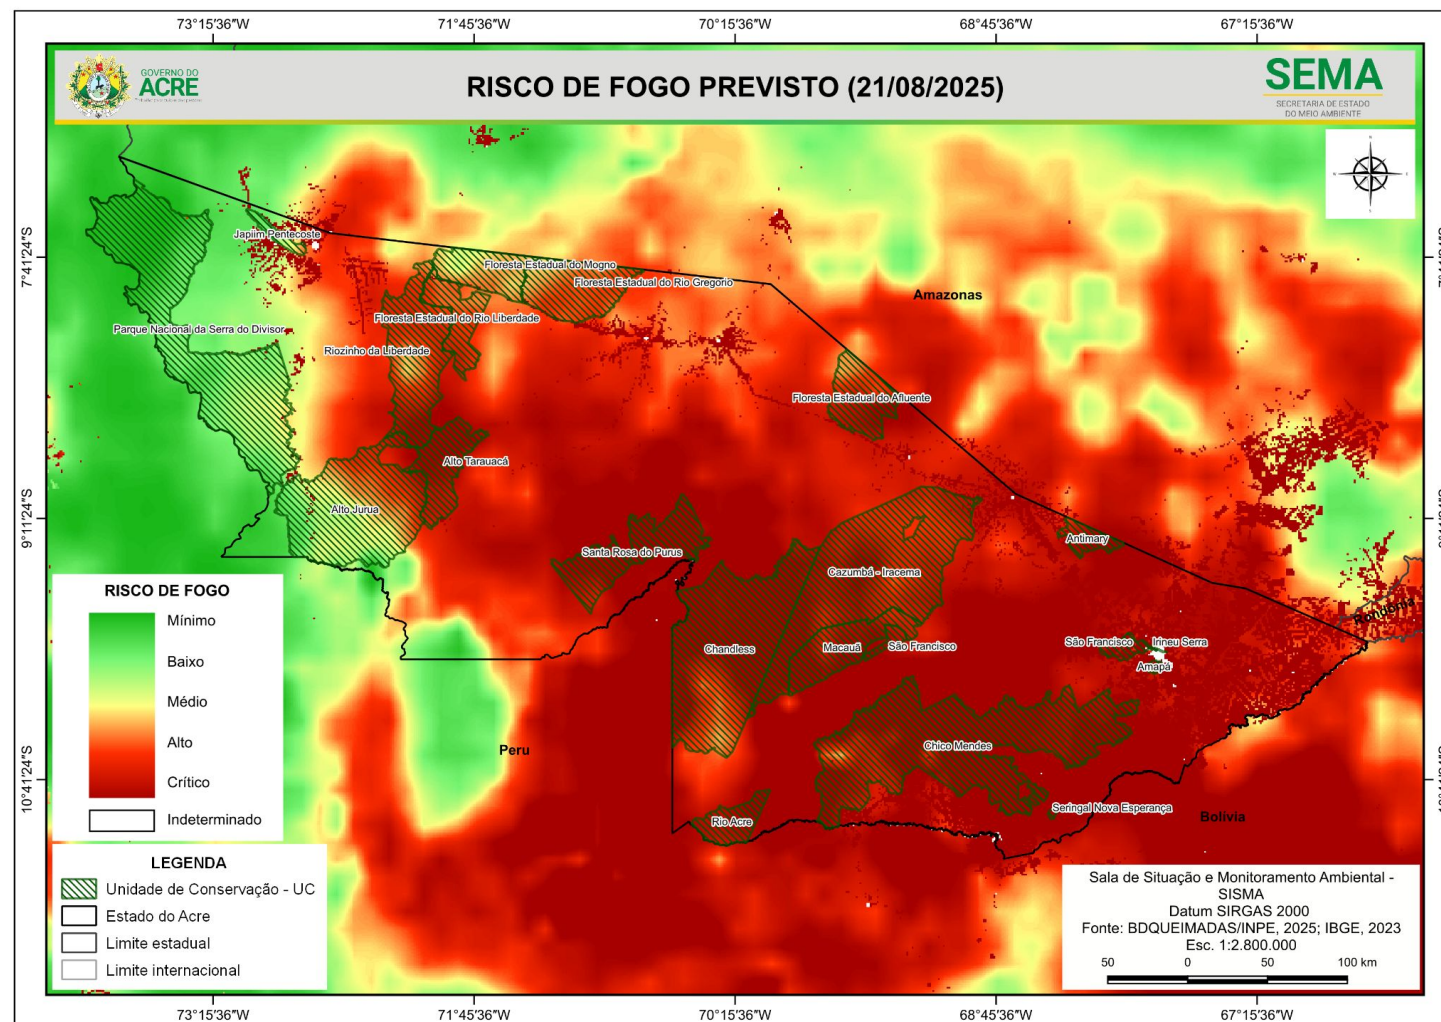 73°15'36"W
71°45'36"W
70°15'36"W
68°45'36"W
67°15'36"W
GOVERNO DO
ACRE
RISCO DE FOGO PREVISTO (21/08/2025)
SEMA
SECRETARIA DE ESTADO
DO MEIO AMBIENTE
N
7°41'24"S
9°11'24"S
10°41'24"S
Japiim Pentecoste
Floresta Estadual do Mogno
Floresta Estadual do Rio Gregorio
Amazonas
Floresta Estadual do Rio Liberdade
Parque Nacional da Serra do Divisor
Riozinho da Liberdade
Floresta Estadual do Afluente
Alto Tarauacá
Alto Jurua
Antimary
Santa Rosa do Purus
Cazumbá - Iracema
Rondônia
Chandless
Macauã
São Francisco
São Francisco
Irineu Serra
Amapá
Peru
Chico Mendes
Seringal Nova Esperança
Bolívia
Rio Acre
RISCO DE FOGO
Mínimo
Baixo
Médio
Alto
Crítico
Indeterminado
LEGENDA
Unidade de Conservação - UC
Estado do Acre
Limite estadual
Limite internacional
Sala de Situação e Monitoramento Ambiental -
SISMA
Datum SIRGAS 2000
Fonte: BDQUEIMADAS/INPE, 2025; IBGE, 2023
Esc. 1:2.800.000
50 0 50 100 km
73°15'36"W
71°45'36"W
70°15'36"W
68°45'36"W
67°15'36"W